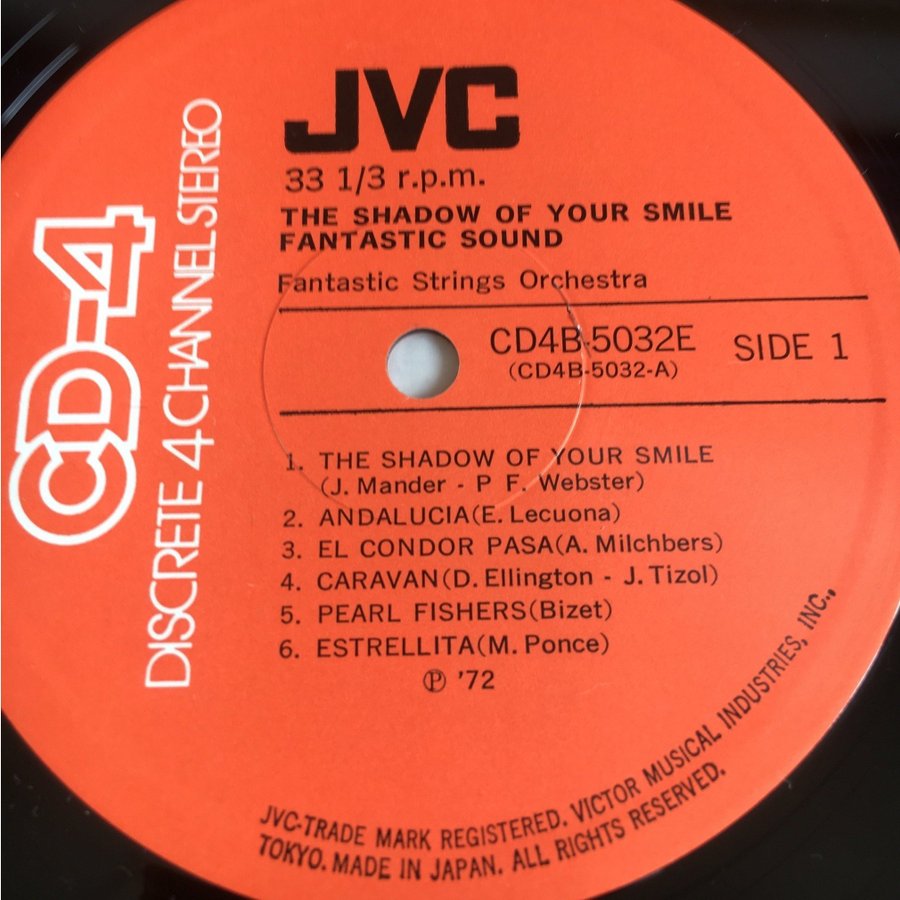 JVC
33 1/3 r.p.m.
THE SHADOW OF YOUR SMILE
FANTASTIC SOUND
Fantastic Strings Orchestra
CD4B-5032E
(CD4B-5032-A)
SIDE 1
1. THE SHADOW OF YOUR SMILE
(J. Mander - P F. Webster)
2. ANDALUCIA(E. Lecuona)
3. EL CONDOR PASA(A. Milchbers)
4. CARAVAN(D. Ellington - J. Tizol)
5. PEARL FISHERS(Bizet)
6. ESTRELLITA(M. Ponce)
Ⓟ '72
CD-4
DISCRETE 4 CHANNEL STEREO
JVC-TRADE MARK REGISTERED. VICTOR MUSICAL INDUSTRIES, INC.,
TOKYO. MADE IN JAPAN. ALL RIGHTS RESERVED.